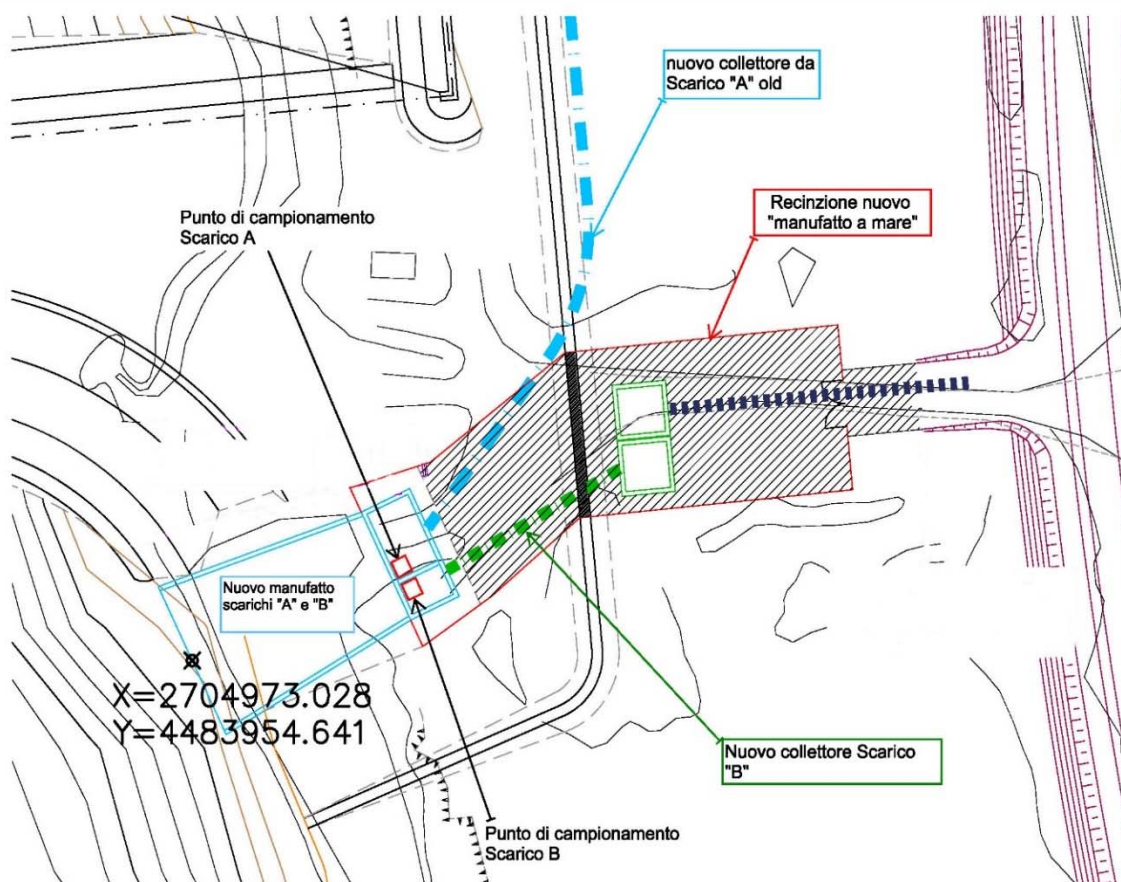 nuovo collettore da
Scarico "A" old
Recinzione nuovo
"manufatto a mare"
Punto di campionamento
Scarico A
Nuovo manufatto
scarichi "A" e "B"
X=2704973.028
Y=4483954.641
Nuovo collettore Scarico
"B"
Punto di campionamento
Scarico B